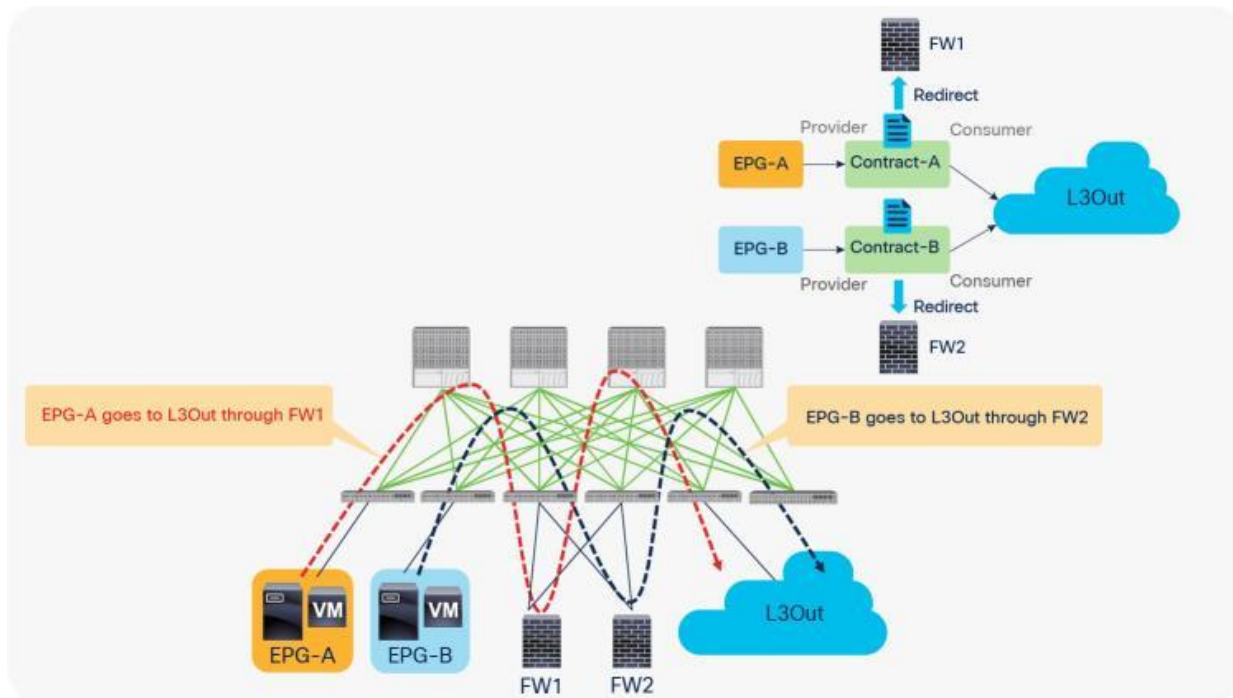 FW1
Redirect
Provider
Consumer
EPG-A
Contract-A
L3Out
EPG-B
Contract-B
Provider
Consumer
Redirect
FW2
EPG-A goes to L3Out through FW1
EPG-B goes to L3Out through FW2
VM
VM
EPG-A
EPG-B
FW1
FW2
L3Out